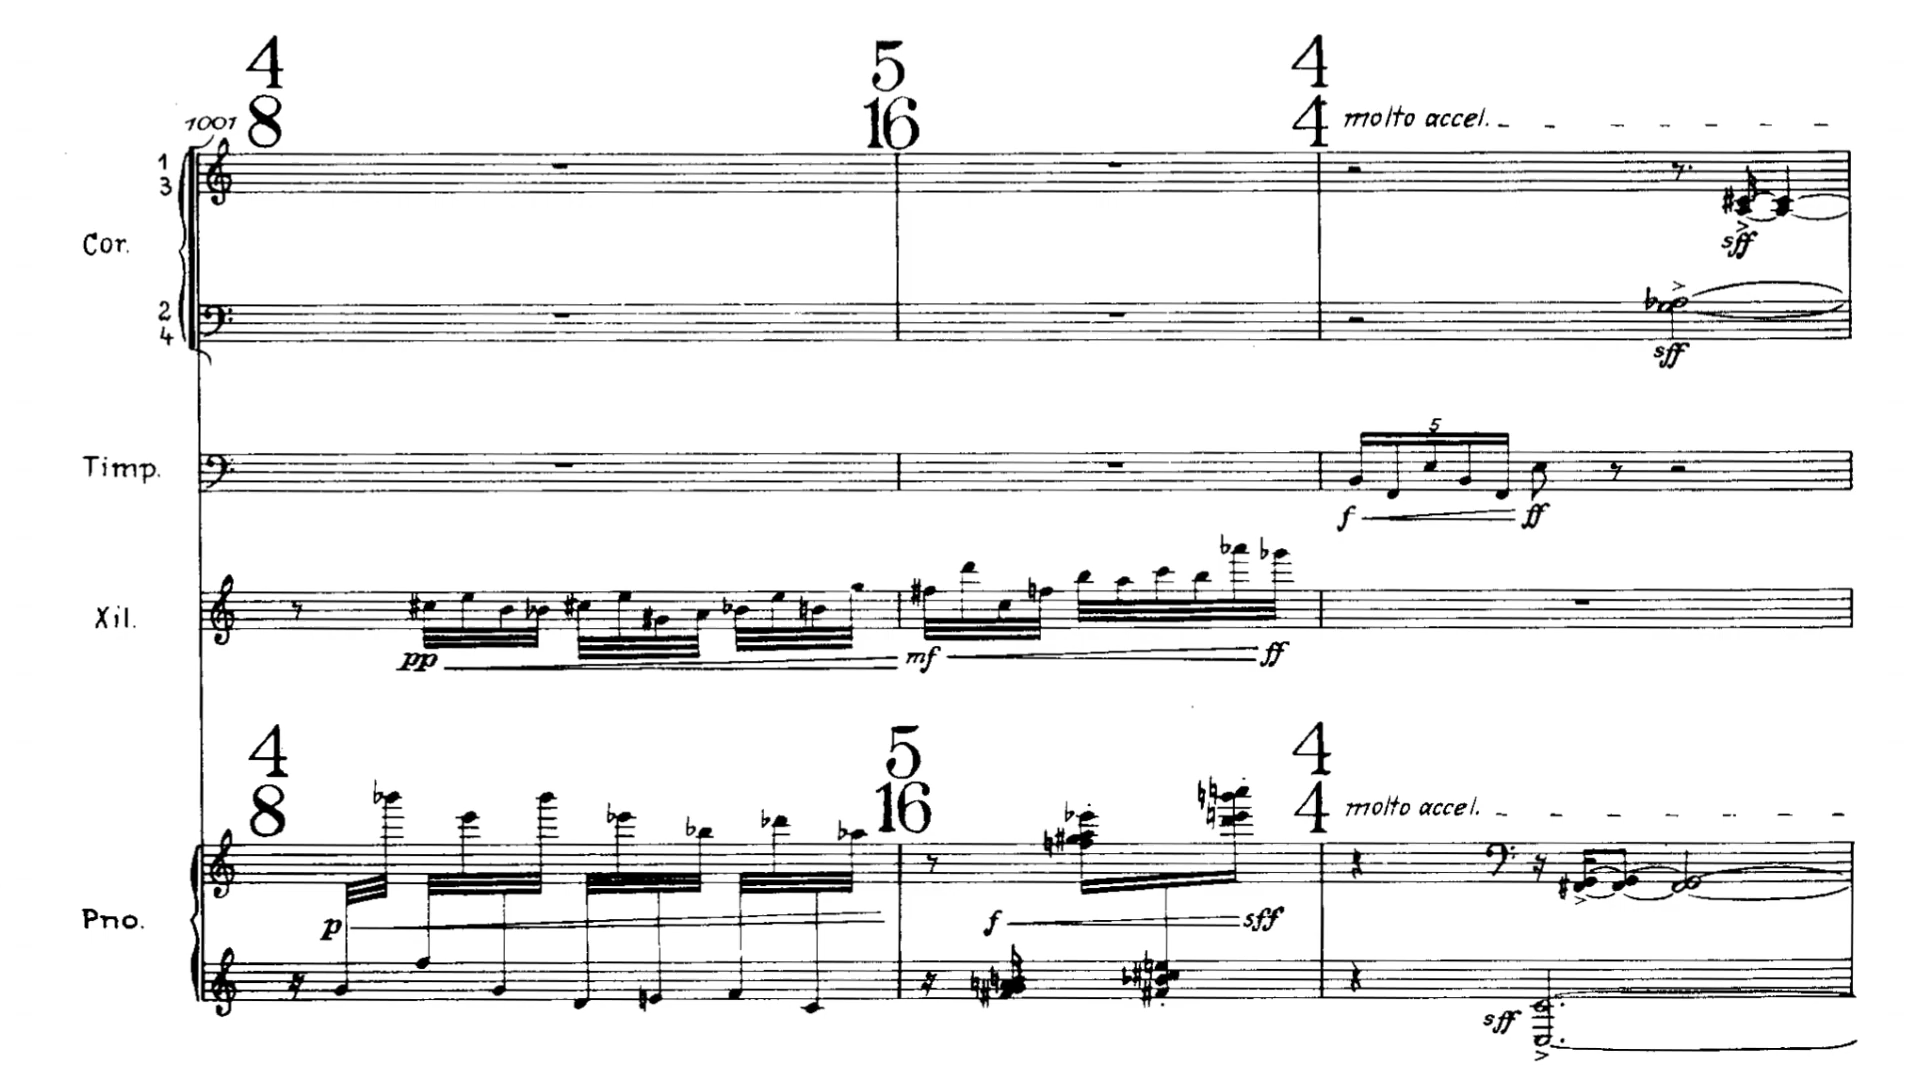 4 5 4
1001 8 16 4 molto accel.
1
3
Cor.
sff
2
4
sff
5
Timp.
f ff
Xil.
pp mf ff
4 5 4
8 16 4 molto accel.
Pno.
p f sff
sff